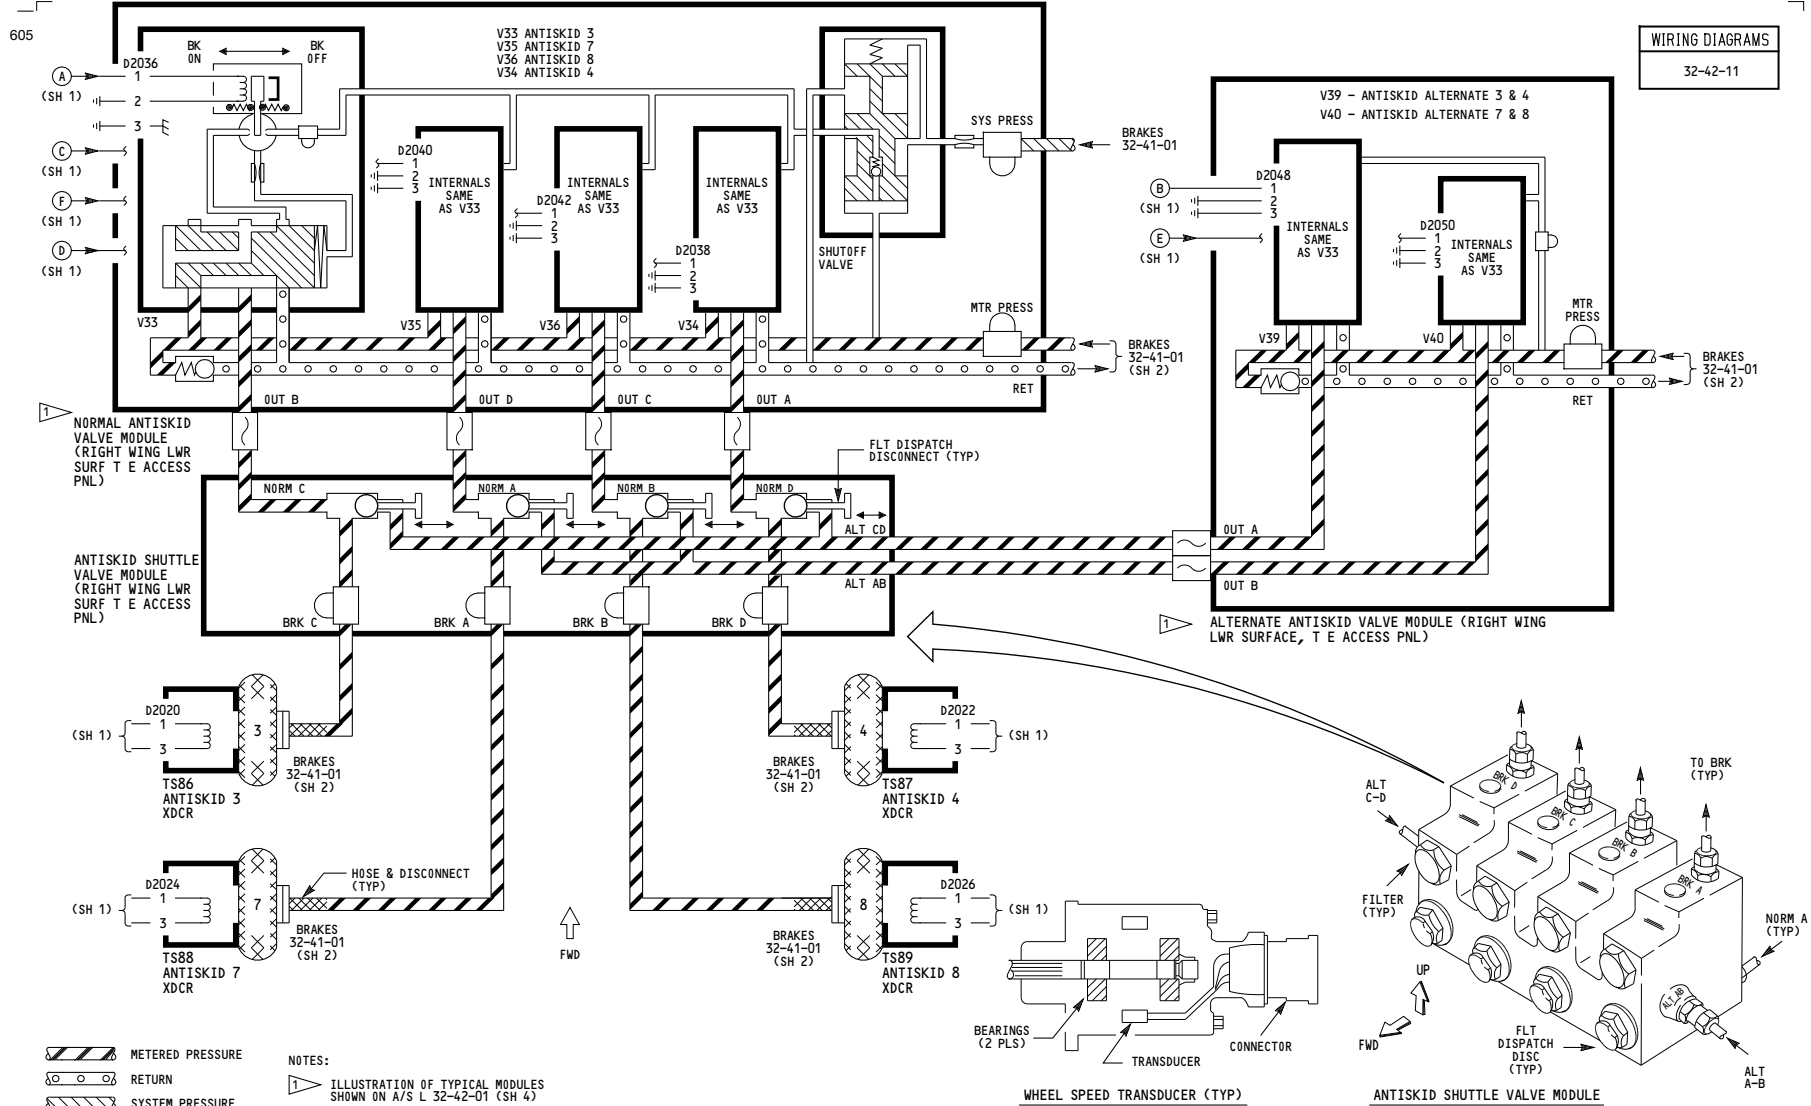 605
WIRING DIAGRAMS
32-42-11
V33 ANTISKID 3
V35 ANTISKID 7
V36 ANTISKID 8
V34 ANTISKID 4
BK
ON
BK
OFF
D2036
A
1
(SH 1)
2
3
C
(SH 1)
F
(SH 1)
D
(SH 1)
V33
D2040
1
2
3
INTERNALS
SAME
AS V33
V35
D2042
1
2
3
INTERNALS
SAME
AS V33
V36
D2038
1
2
3
INTERNALS
SAME
AS V33
V34
SHUTOFF
VALVE
SYS PRESS
BRAKES
32-41-01
MTR PRESS
BRAKES
32-41-01
(SH 2)
RET
OUT B
OUT D
OUT C
OUT A
1
NORMAL ANTISKID
VALVE MODULE
(RIGHT WING LWR
SURF T E ACCESS
PNL)
V39 - ANTISKID ALTERNATE 3 & 4
V40 - ANTISKID ALTERNATE 7 & 8
D2048
B
1
(SH 1)
2
3
E
(SH 1)
INTERNALS
SAME
AS V33
V39
D2050
1
2
3
INTERNALS
SAME
AS V33
V40
MTR
PRESS
BRAKES
32-41-01
(SH 2)
RET
OUT A
OUT B
1
ALTERNATE ANTISKID VALVE MODULE (RIGHT WING
LWR SURFACE, T E ACCESS PNL)
FLT DISPATCH
DISCONNECT (TYP)
NORM C
NORM A
NORM B
NORM D
ALT CD
ALT AB
ANTISKID SHUTTLE
VALVE MODULE
(RIGHT WING LWR
SURF T E ACCESS
PNL)
BRK C
BRK A
BRK B
BRK D
D2020
1
3
(SH 1)
3
TS86
ANTISKID 3
XDCR
BRAKES
32-41-01
(SH 2)
4
D2022
1
3
(SH 1)
BRAKES
32-41-01
(SH 2)
TS87
ANTISKID 4
XDCR
D2024
1
3
(SH 1)
7
HOSE & DISCONNECT
(TYP)
TS88
ANTISKID 7
XDCR
BRAKES
32-41-01
(SH 2)
FWD
8
D2026
1
3
(SH 1)
BRAKES
32-41-01
(SH 2)
TS89
ANTISKID 8
XDCR
BEARINGS
(2 PLS)
TRANSDUCER
CONNECTOR
WHEEL SPEED TRANSDUCER (TYP)
TO BRK
(TYP)
ALT
C-D
BRK D
BRK C
BRK B
BRK A
FILTER
(TYP)
NORM A
(TYP)
UP
FWD
ALT AB
FLT
DISPATCH
DISC
(TYP)
ALT
A-B
ANTISKID SHUTTLE VALVE MODULE
METERED PRESSURE
RETURN
SYSTEM PRESSURE
NOTES:
1
ILLUSTRATION OF TYPICAL MODULES
SHOWN ON A/S L 32-42-01 (SH 4)